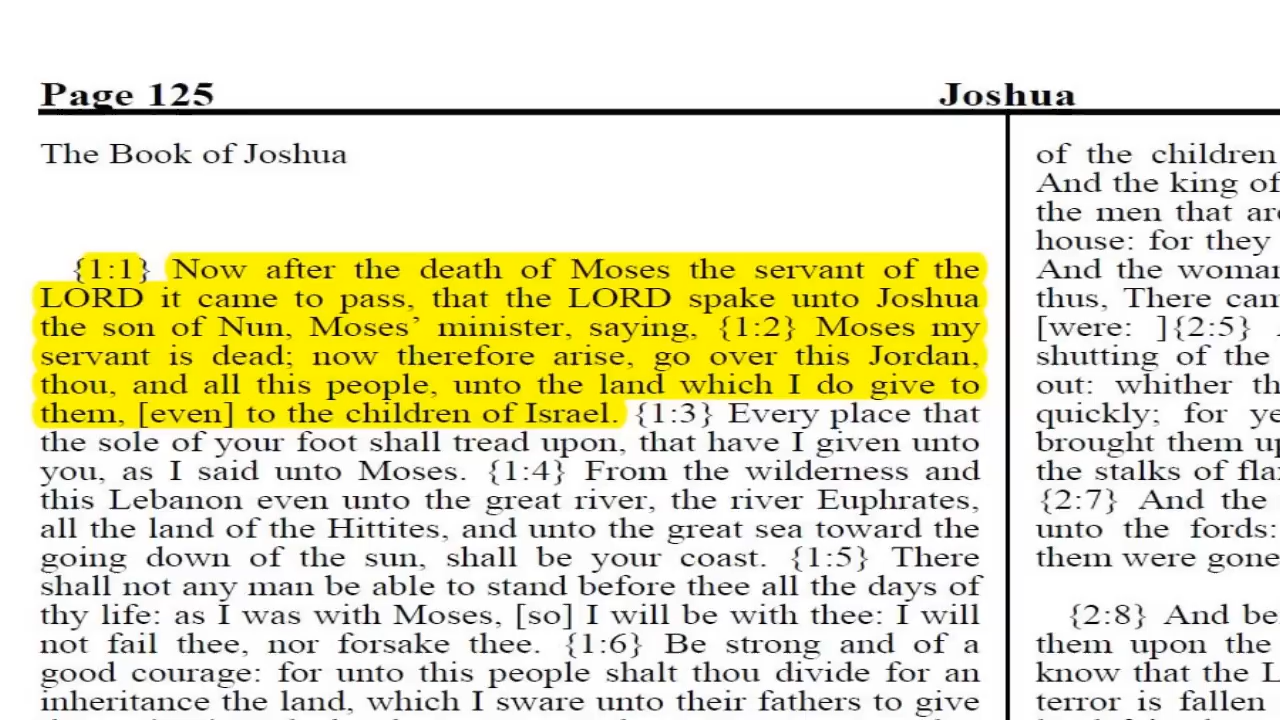 Page 125
Joshua
The Book of Joshua
{1:1} Now after the death of Moses the servant of the
LORD it came to pass, that the LORD spake unto Joshua
the son of Nun, Moses’ minister, saying, {1:2} Moses my
servant is dead; now therefore arise, go over this Jordan,
thou, and all this people, unto the land which I do give to
them, [even] to the children of Israel. {1:3} Every place that
the sole of your foot shall tread upon, that have I given unto
you, as I said unto Moses. {1:4} From the wilderness and
this Lebanon even unto the great river, the river Euphrates,
all the land of the Hittites, and unto the great sea toward the
going down of the sun, shall be your coast. {1:5} There
shall not any man be able to stand before thee all the days of
thy life: as I was with Moses, [so] I will be with thee: I will
not fail thee, nor forsake thee. {1:6} Be strong and of a
good courage: for unto this people shalt thou divide for an
inheritance the land, which I sware unto their fathers to give
of the children
And the king of
the men that are
house: for they
And the woma
thus, There cam
[were: ]{2:5}
shutting of the
out: whither th
quickly; for ye
brought them up
the stalks of fla
{2:7} And the
unto the fords:
them were gone
{2:8} And be
them upon the
know that the L
terror is fallen